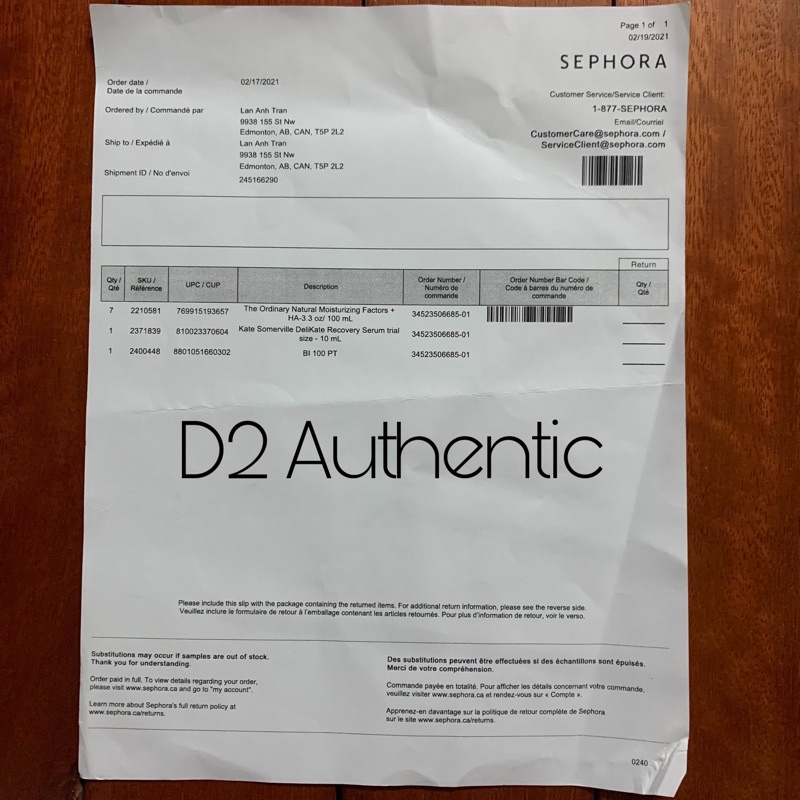 Page 1 of 1
02/19/2021
SEPHORA
Order date / 02/17/2021
Date de la commande
Customer Service/Service Client:
1-877-SEPHORA
Email/Courriel
CustomerCare@sephora.com /
ServiceClient@sephora.com
Ordered by / Commandé par Lan Anh Tran
9938 155 St Nw
Edmonton, AB, CAN, T5P 2L2
Ship to / Expédié à Lan Anh Tran
9938 155 St Nw
Edmonton, AB, CAN, T5P 2L2
Shipment ID / No d'envoi 245166290
Return
Qty / Qté SKU / Référence UPC / CUP Description Order Number / Numéro de commande Order Number Bar Code / Code à barres du numéro de commande Qty / Qté
7 2210581 769915193657 The Ordinary Natural Moisturizing Factors + 34523506685-01
HA-3.3 oz/ 100 mL
1 2371839 810023370604 Kate Somerville DeliKate Recovery Serum trial 34523506685-01
size - 10 mL
1 2400448 8801051660302 BI 100 PT 34523506685-01
D2 Authentic
Please include this slip with the package containing the returned items. For additional return information, please see the reverse side.
Veuillez inclure le formulaire de retour à l'emballage contenant les articles retournés. Pour plus d'information de retour, voir le verso.
Substitutions may occur if samples are out of stock.
Thank you for understanding.
Order paid in full. To view details regarding your order,
please visit www.sephora.ca and go to "my account".
Learn more about Sephora's full return policy at
www.sephora.ca/returns.
Des substitutions peuvent être effectuées si des échantillons sont épuisés.
Merci de votre compréhension.
Commande payée en totalité. Pour afficher les détails concernant votre commande,
veuillez visiter www.sephora.ca et rendez-vous sur « Compte ».
Apprenez-en davantage sur la politique de retour complète de Sephora
sur le site www.sephora.ca/returns.
0240